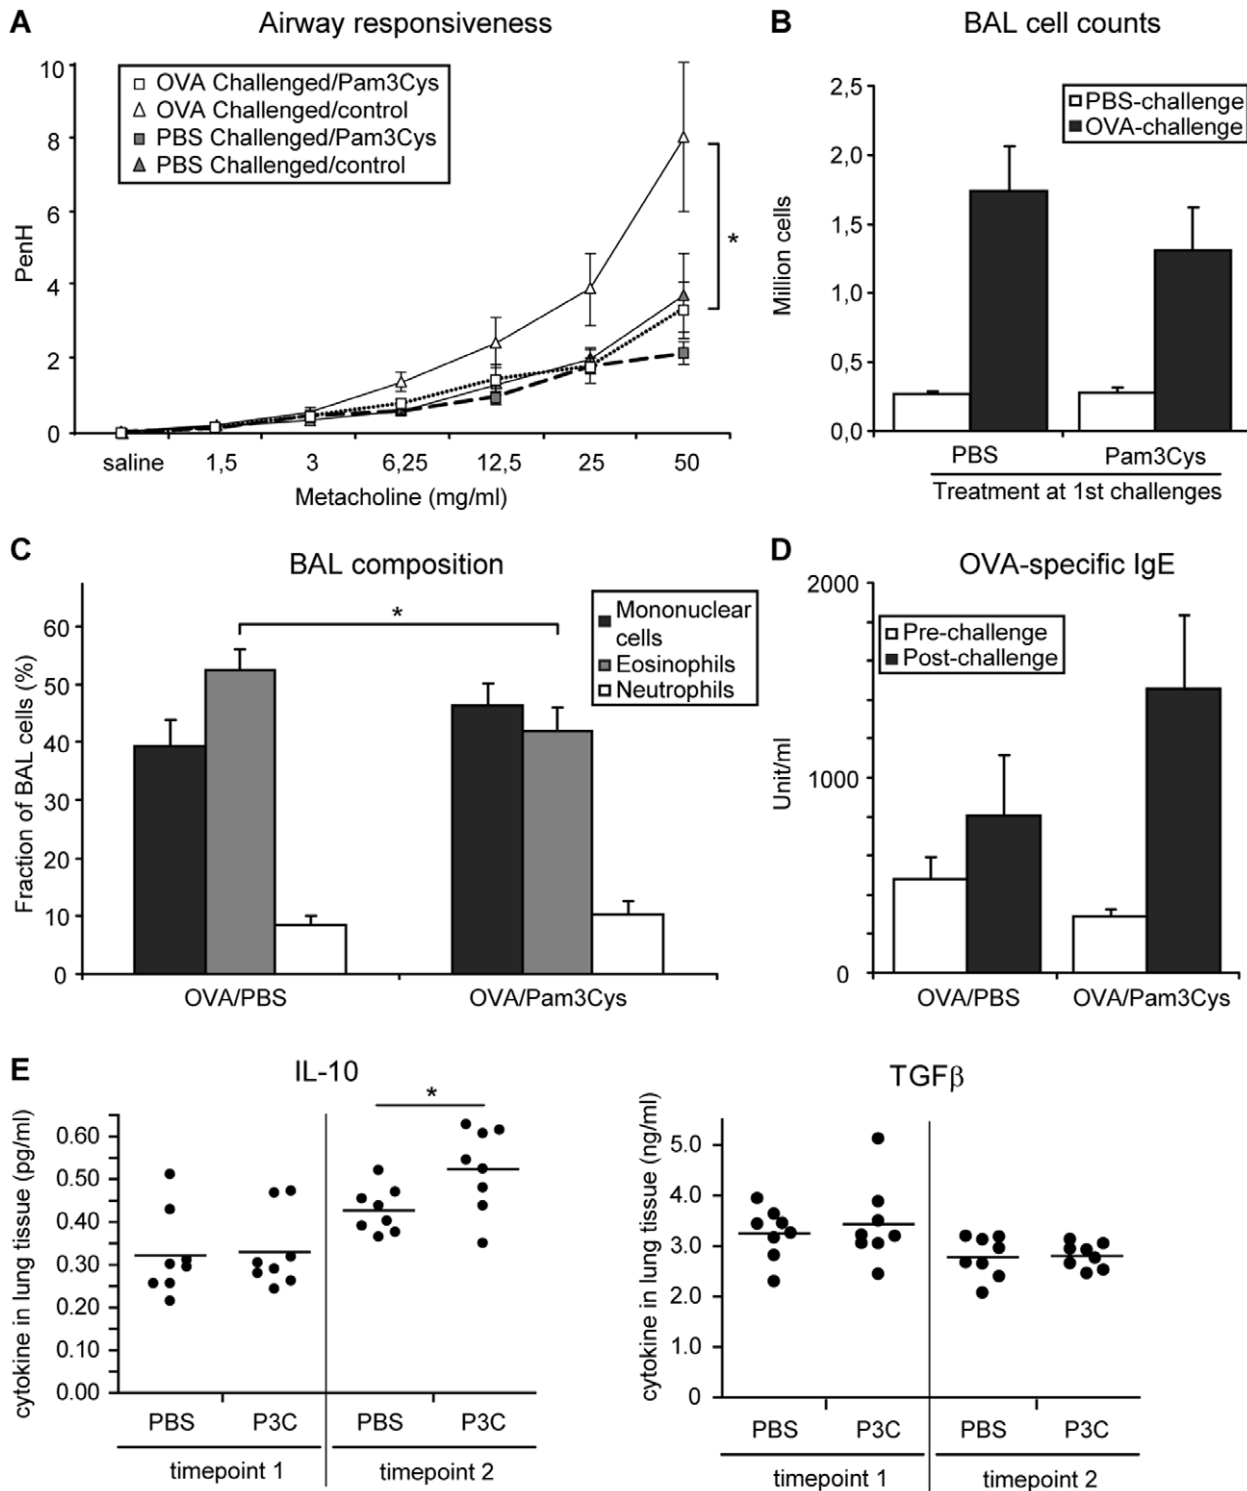 A
Airway responsiveness
10
8
6
4
2
0
PenH
OVA Challenged/Pam3Cys
OVA Challenged/control
PBS Challenged/Pam3Cys
PBS Challenged/control
*
saline 1,5 3 6,25 12,5 25 50
Metacholine (mg/ml)
B
BAL cell counts
2,5
2,0
1,5
1,0
0,5
0,0
Million cells
PBS-challenge
OVA-challenge
PBS Pam3Cys
Treatment at 1st challenges
C
BAL composition
60
50
40
30
20
10
0
Fraction of BAL cells (%)
*
Mononuclear
cells
Eosinophils
Neutrophils
OVA/PBS OVA/Pam3Cys
D
OVA-specific IgE
2000
1000
0
Unit/ml
Pre-challenge
Post-challenge
OVA/PBS OVA/Pam3Cys
E
IL-10
*
0.60
0.50
0.40
0.30
0.20
0.10
0.00
cytokine in lung tissue (pg/ml)
PBS P3C PBS P3C
timepoint 1 timepoint 2
TGFβ
5.0
4.0
3.0
2.0
1.0
0
cytokine in lung tissue (ng/ml)
PBS P3C PBS P3C
timepoint 1 timepoint 2